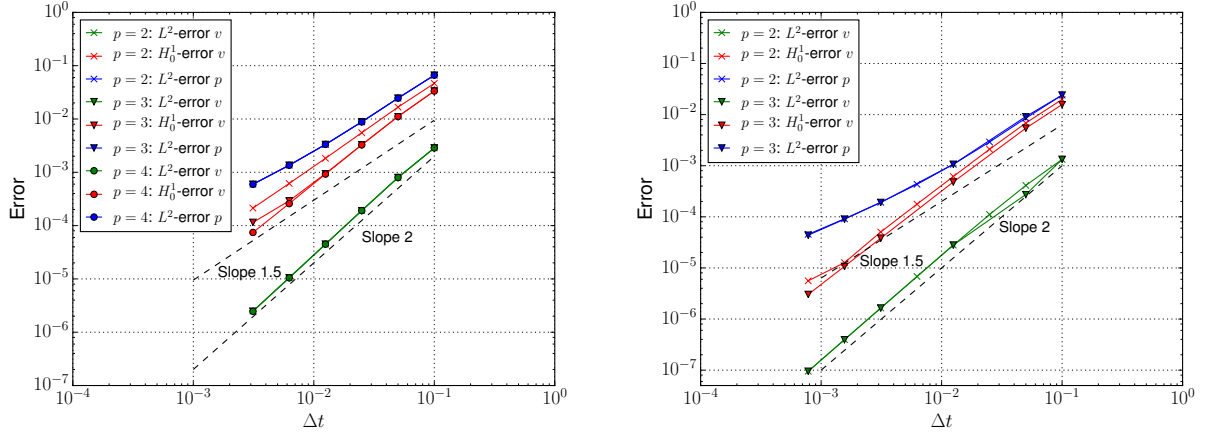 10^0
10^{-1}
10^{-2}
10^{-3}
10^{-4}
10^{-5}
10^{-6}
10^{-7}
Error
p = 2: L^2-error v
p = 2: H_0^1-error v
p = 2: L^2-error p
p = 3: L^2-error v
p = 3: H_0^1-error v
p = 3: L^2-error p
p = 4: L^2-error v
p = 4: H_0^1-error v
p = 4: L^2-error p
Slope 2
Slope 1.5
10^{-4} 10^{-3} 10^{-2} 10^{-1} 10^0
Δt
10^0
10^{-1}
10^{-2}
10^{-3}
10^{-4}
10^{-5}
10^{-6}
10^{-7}
Error
p = 2: L^2-error v
p = 2: H_0^1-error v
p = 2: L^2-error p
p = 3: L^2-error v
p = 3: H_0^1-error v
p = 3: L^2-error p
Slope 2
Slope 1.5
10^{-4} 10^{-3} 10^{-2} 10^{-1} 10^0
Δt